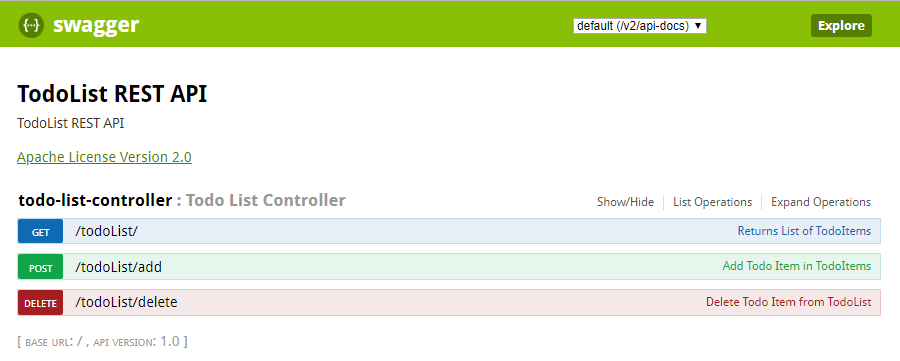 {···} swagger default (/v2/api-docs) ▼ Explore
TodoList REST API
TodoList REST API
Apache License Version 2.0
todo-list-controller : Todo List Controller Show/Hide List Operations Expand Operations
GET /todoList/ Returns List of TodoItems
POST /todoList/add Add Todo Item in TodoItems
DELETE /todoList/delete Delete Todo Item from TodoList
[ BASE URL: / , API VERSION: 1.0 ]